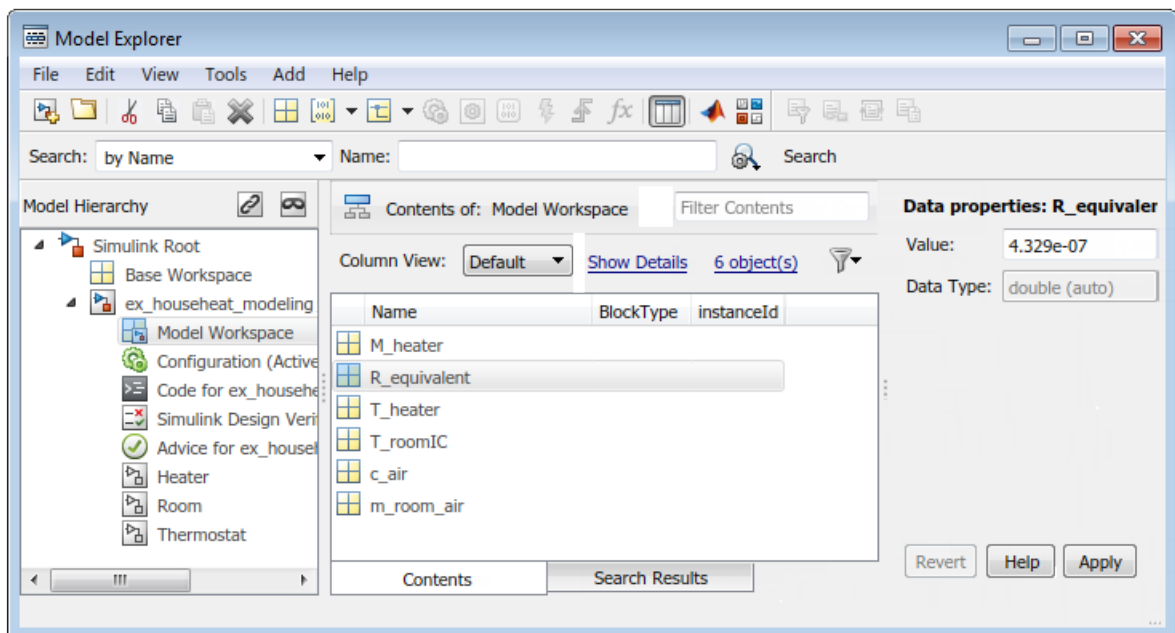 Model Explorer
File Edit View Tools Add Help
fx
Search: by Name Name: Search
Model Hierarchy
Contents of: Model Workspace Filter Contents
Data properties: R_equivaler
Simulink Root
Base Workspace
ex_househeat_modeling
Model Workspace
Configuration (Active
Code for ex_househe
Simulink Design Veri
Advice for ex_househ
Heater
Room
Thermostat
Column View: Default Show Details 6 object(s)
Name BlockType instanceId
M_heater
R_equivalent
T_heater
T_roomIC
c_air
m_room_air
Contents Search Results
Value: 4.329e-07
Data Type: double (auto)
Revert Help Apply